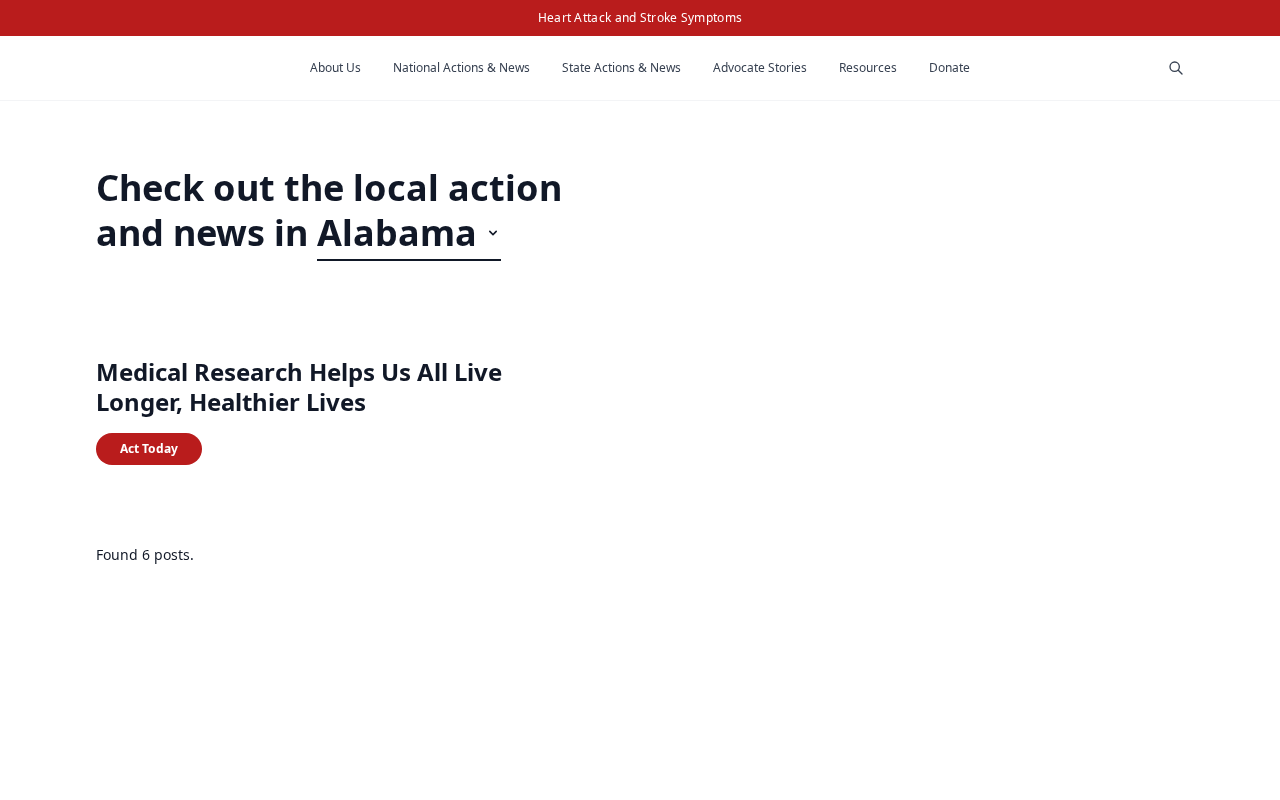 Heart Attack and Stroke Symptoms
About Us
National Actions & News
State Actions & News
Advocate Stories
Resources
Donate
Check out the local action
and news in Alabama
Medical Research Helps Us All Live
Longer, Healthier Lives
Act Today
Found 6 posts.